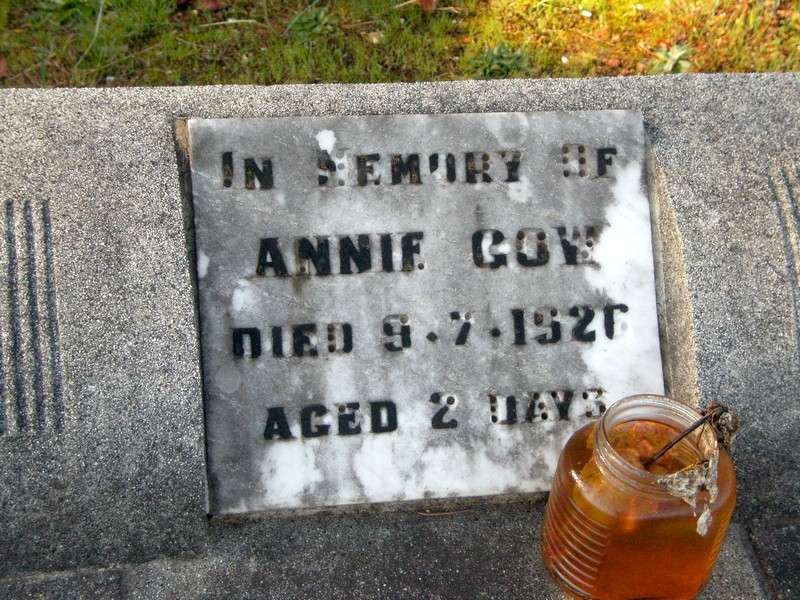 IN MEMORY OF
ANNIE GOW
DIED 9.7.1926
AGED 2 DAYS